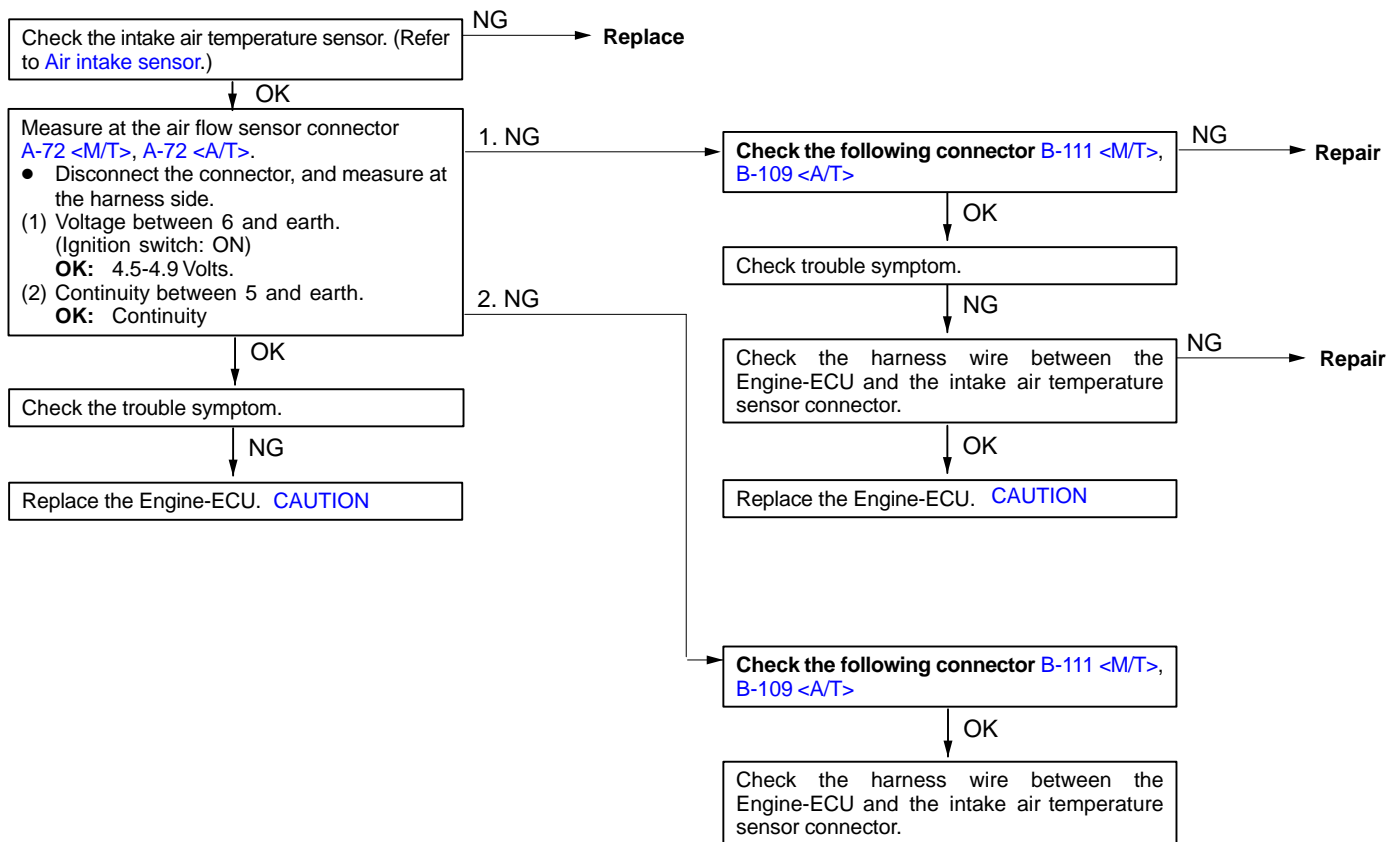 Check the intake air temperature sensor. (Refer
to Air intake sensor.)
NG
Replace
OK
Measure at the air flow sensor connector
A-72 <M/T>, A-72 <A/T>.
● Disconnect the connector, and measure at
the harness side.
(1) Voltage between 6 and earth.
(Ignition switch: ON)
OK: 4.5-4.9 Volts.
(2) Continuity between 5 and earth.
OK: Continuity
1. NG
2. NG
OK
Check the trouble symptom.
NG
Replace the Engine-ECU. CAUTION
Check the following connector B-111 <M/T>,
B-109 <A/T>
NG
Repair
OK
Check trouble symptom.
NG
Check the harness wire between the
Engine-ECU and the intake air temperature
sensor connector.
NG
Repair
OK
Replace the Engine-ECU. CAUTION
Check the following connector B-111 <M/T>,
B-109 <A/T>
OK
Check the harness wire between the
Engine-ECU and the intake air temperature
sensor connector.